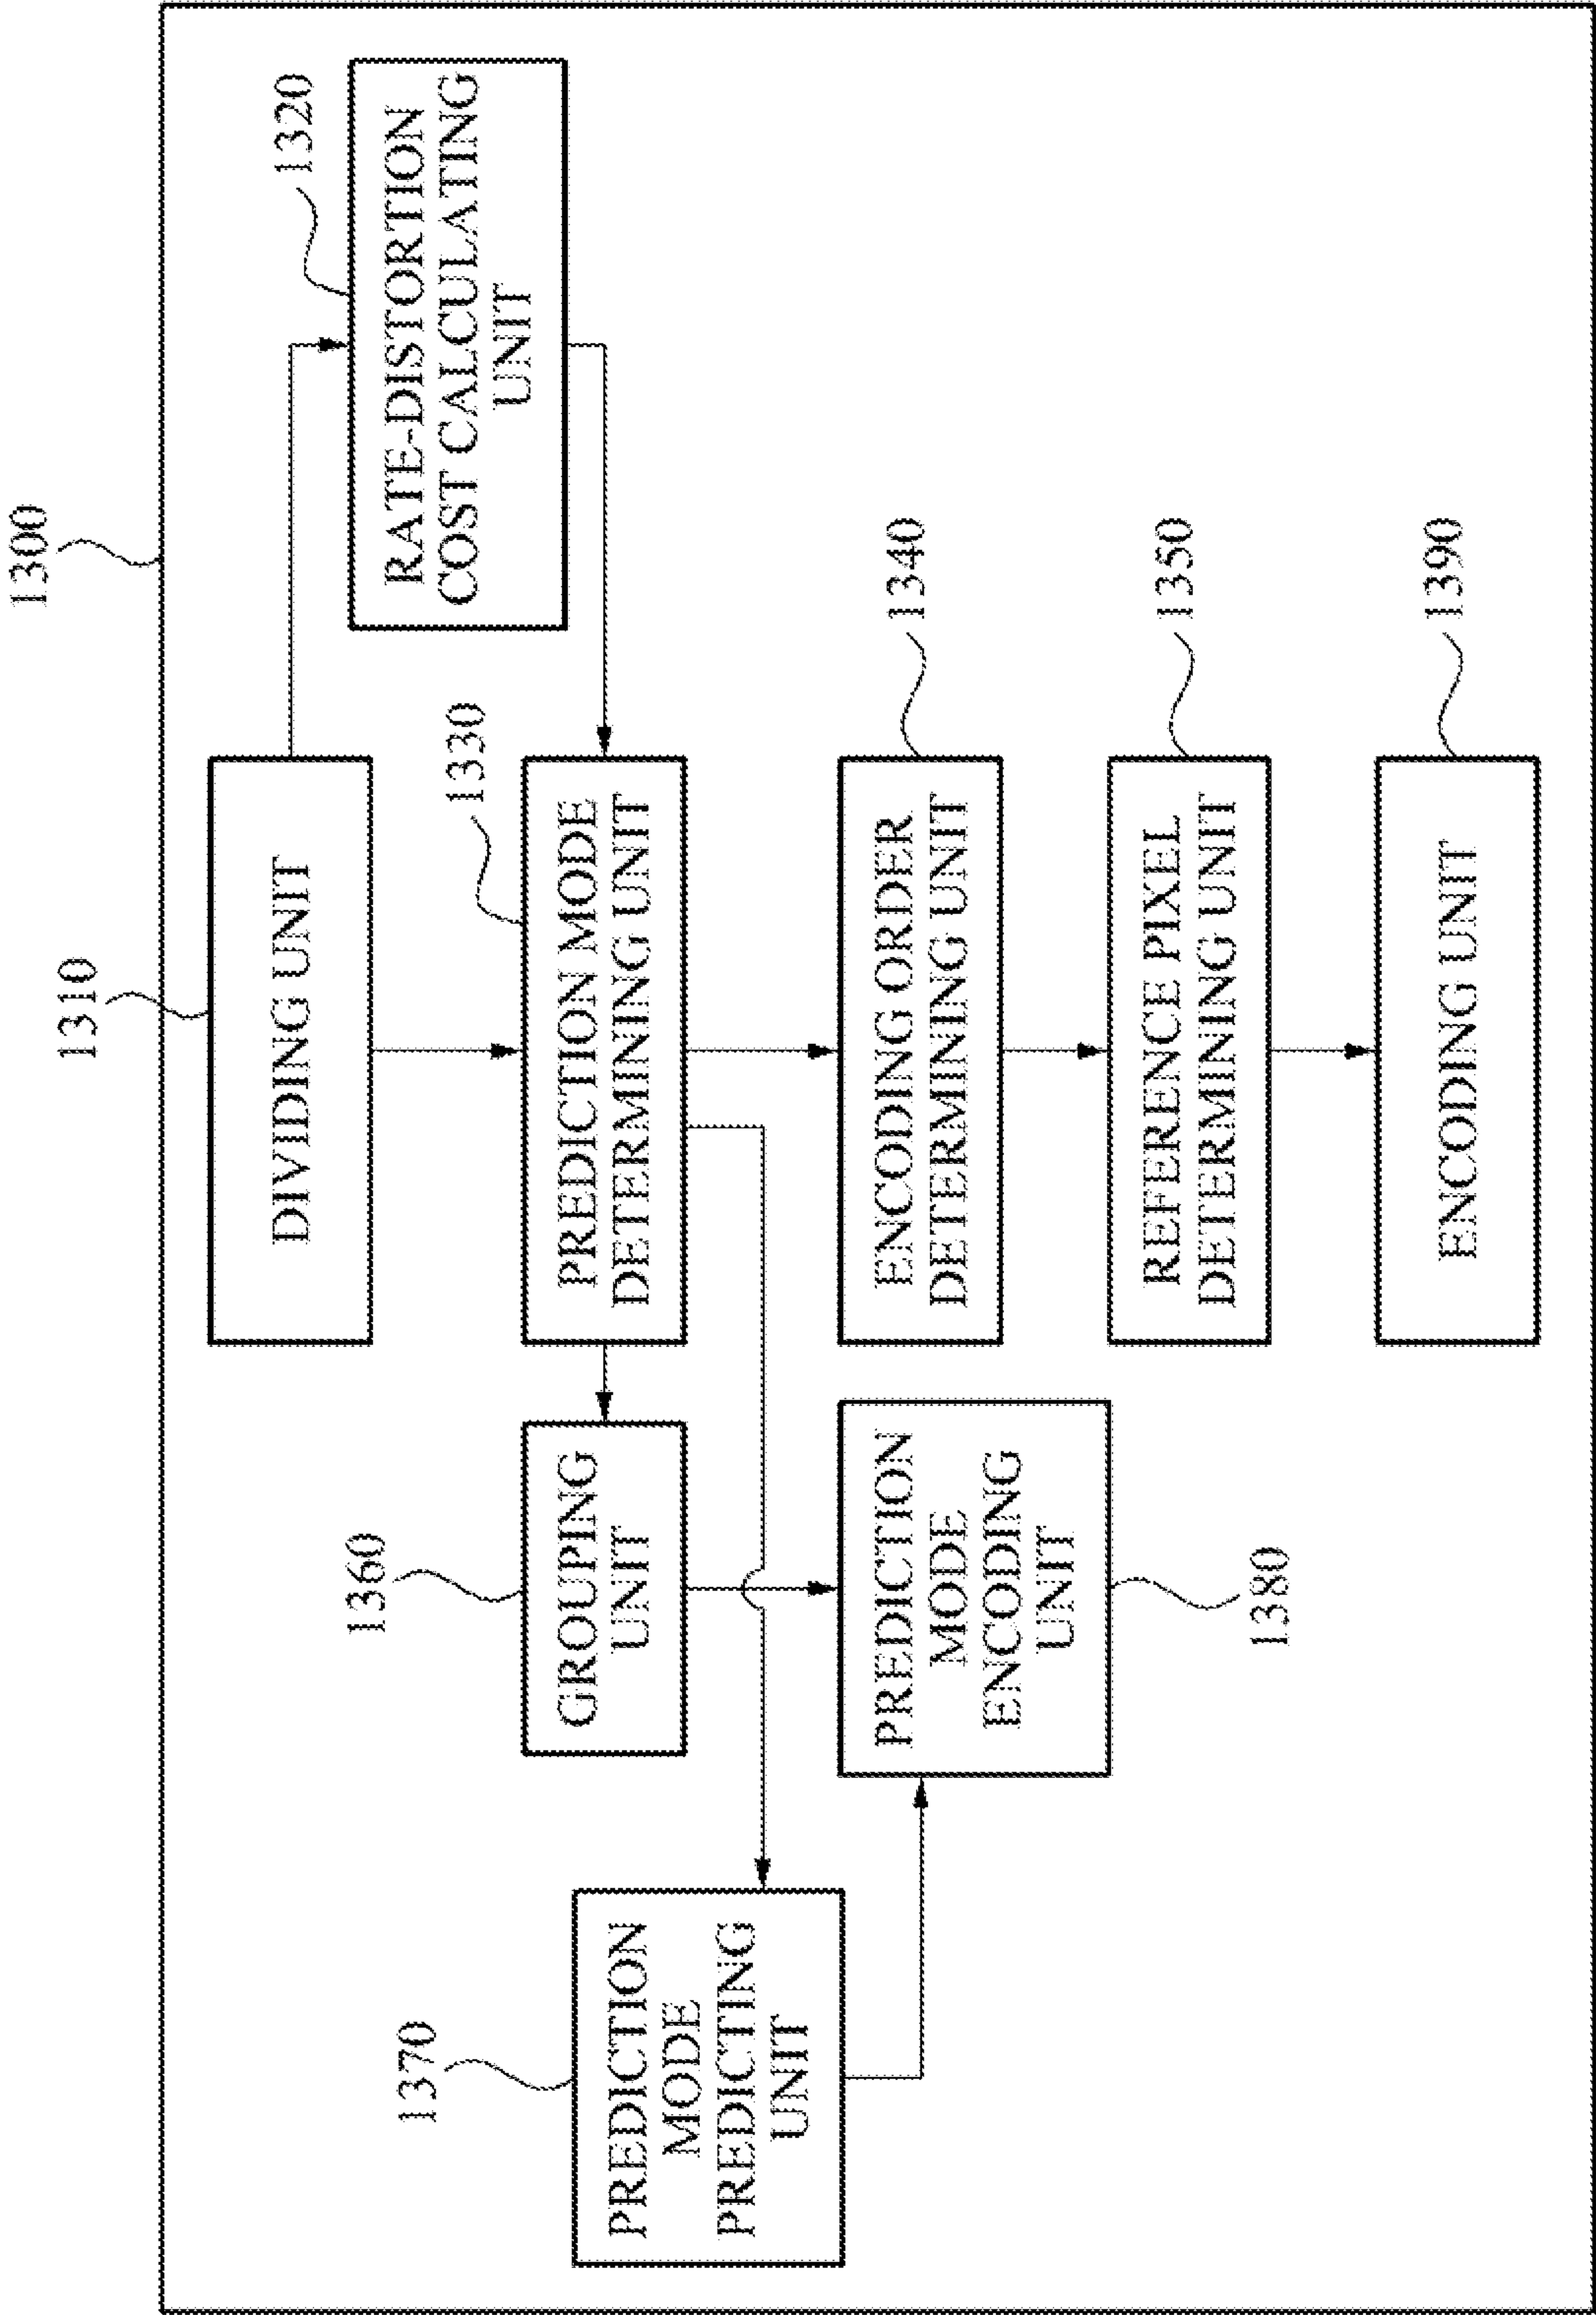 1300
1310
DIVIDING UNIT
1320
RATE-DISTORTION
COST CALCULATING
UNIT
1330
PREDICTION MODE
DETERMINING UNIT
1360
GROUPING
UNIT
1370
PREDICTION
MODE
PREDICTING
UNIT
1340
ENCODING ORDER
DETERMINING UNIT
PREDICTION
MODE
ENCODING
UNIT
1380
1350
REFERENCE PIXEL
DETERMINING UNIT
1390
ENCODING UNIT